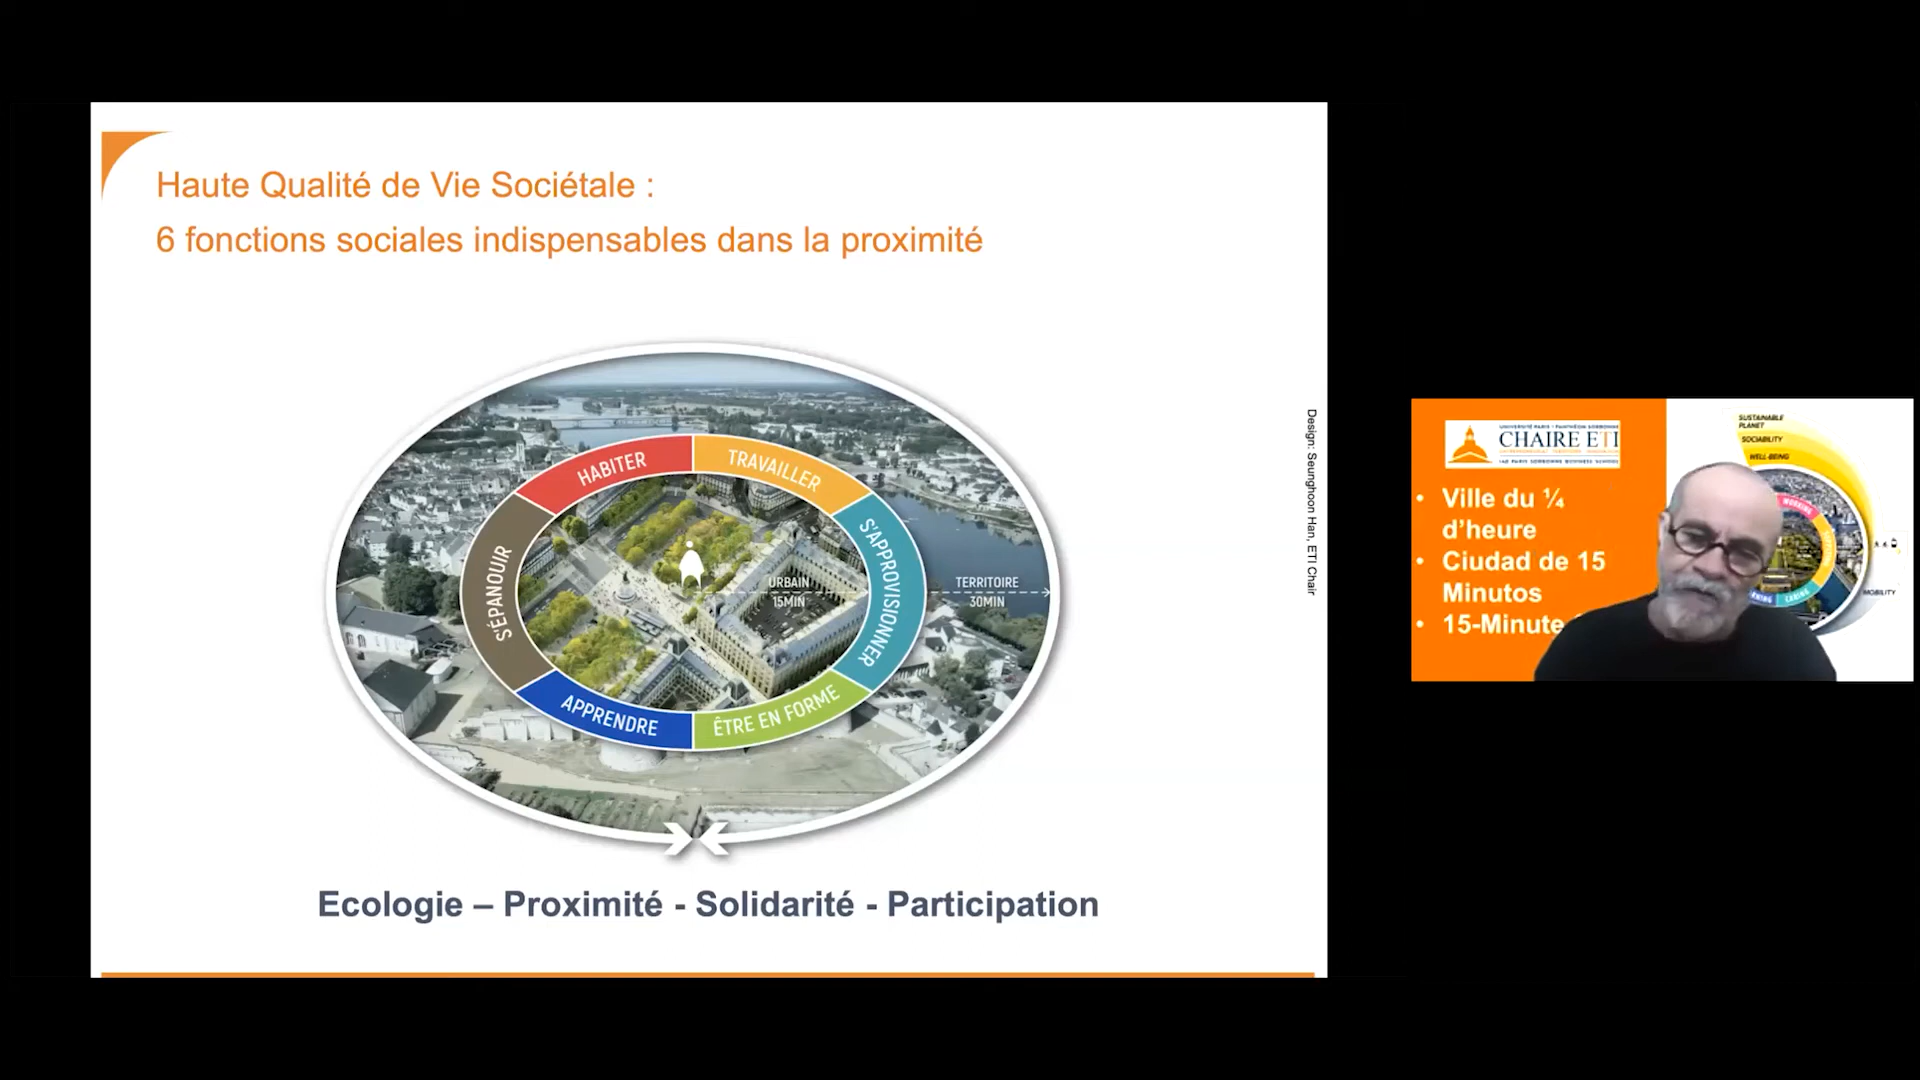 Haute Qualité de Vie Sociétale :
6 fonctions sociales indispensables dans la proximité
HABITER
TRAVAILLER
S'APPROVISIONNER
ÊTRE EN FORME
APPRENDRE
S'ÉPANOUIR
URBAIN
15MIN
TERRITOIRE
30MIN
Design: Seunghoon Han, ETI Chair
Ecologie – Proximité - Solidarité - Participation
UNIVERSITÉ PARIS 1 PANTHÉON SORBONNE
CHAIRE ETI
IAE PARIS SORBONNE BUSINESS SCHOOL
• Ville du ¼
d'heure
• Ciudad de 15
Minutos
• 15-Minute
SUSTAINABLE
PLANET
SOCIABILITY
WELL-BEING
WORKING
CARING
MOBILITY